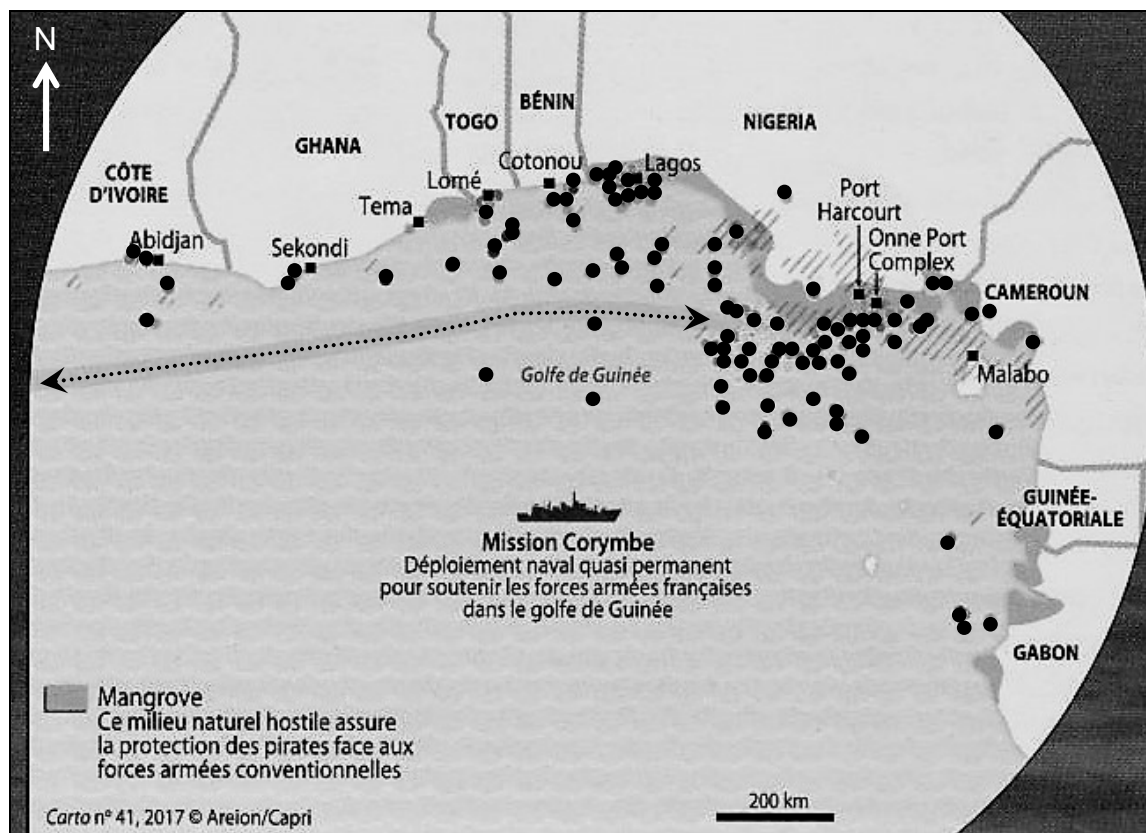 N
BÉNIN
TOGO
NIGERIA
GHANA
CÔTE
D'IVOIRE
Cotonou
Lagos
Lomé
Port
Harcourt
Tema
Onne Port
Complex
Abidjan
Sekondi
CAMEROUN
Golfe de Guinée
Malabo
GUINÉE-
ÉQUATORIALE
Mission Corymbe
Déploiement naval quasi permanent
pour soutenir les forces armées françaises
dans le golfe de Guinée
GABON
Mangrove
Ce milieu naturel hostile assure
la protection des pirates face aux
forces armées conventionnelles
200 km
Carto nº 41, 2017 © Areion/Capri